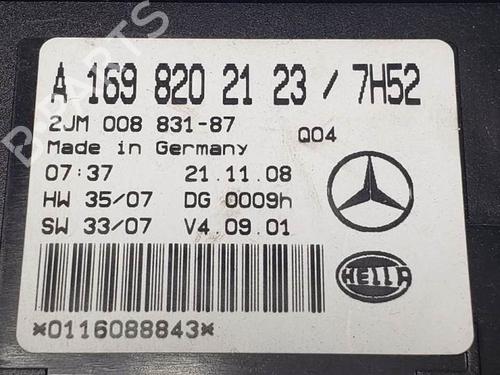 A 169 820 21 23 / 7H52
2JM 008 831-87 Q04
Made in Germany
07:37 21.11.08
HW 35/07 DG 0009h
SW 33/07 V4.09.01
HELLA
*0116088843*